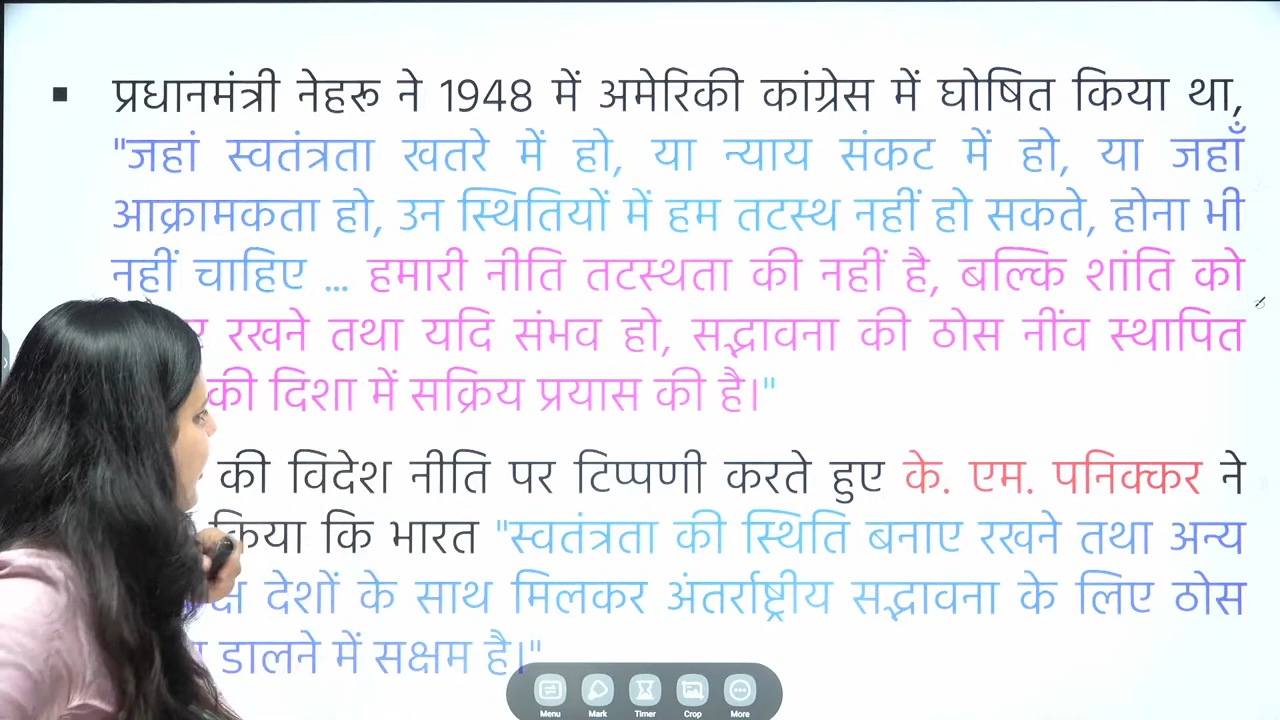 ▪ प्रधानमंत्री नेहरू ने 1948 में अमेरिकी कांग्रेस में घोषित किया था,
"जहां स्वतंत्रता खतरे में हो, या न्याय संकट में हो, या जहाँ
आक्रामकता हो, उन स्थितियों में हम तटस्थ नहीं हो सकते, होना भी
नहीं चाहिए ... हमारी नीति तटस्थता की नहीं है, बल्कि शांति को
रखने तथा यदि संभव हो, सद्भावना की ठोस नींव स्थापित
की दिशा में सक्रिय प्रयास की है।"
की विदेश नीति पर टिप्पणी करते हुए के. एम. पनिक्कर ने
किया कि भारत "स्वतंत्रता की स्थिति बनाए रखने तथा अन्य
देशों के साथ मिलकर अंतर्राष्ट्रीय सद्भावना के लिए ठोस
डालने में सक्षम है।"
Menu Mark Timer Crop More